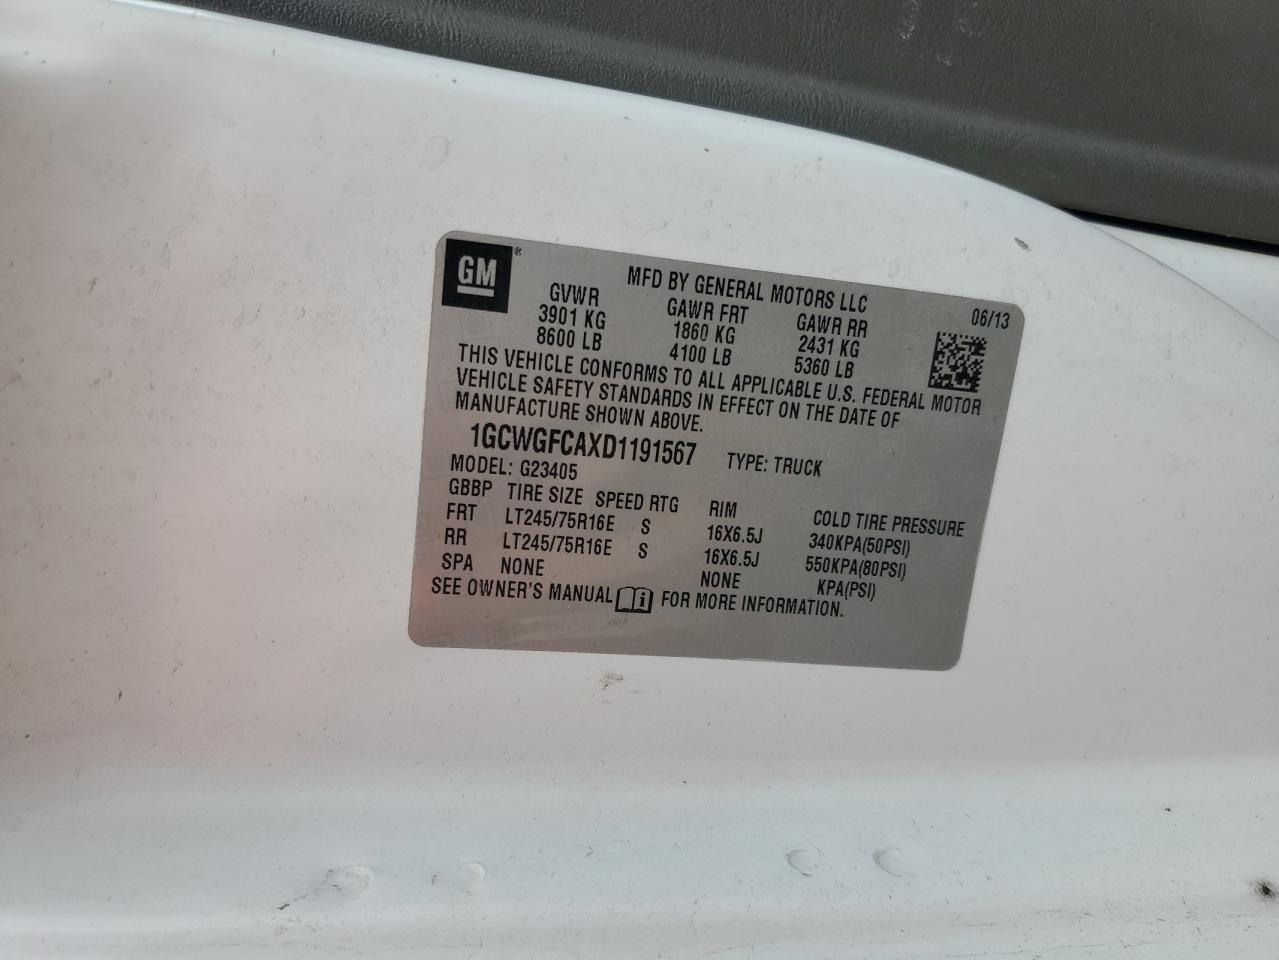 GM ®
MFD BY GENERAL MOTORS LLC
GVWR GAWR FRT GAWR RR 06/13
3901 KG 1860 KG 2431 KG
8600 LB 4100 LB 5360 LB
THIS VEHICLE CONFORMS TO ALL APPLICABLE U.S. FEDERAL MOTOR
VEHICLE SAFETY STANDARDS IN EFFECT ON THE DATE OF
MANUFACTURE SHOWN ABOVE.
1GCWGFCAXD1191567 TYPE: TRUCK
MODEL: G23405
GBBP TIRE SIZE SPEED RTG RIM COLD TIRE PRESSURE
FRT LT245/75R16E S 16X6.5J 340KPA(50PSI)
RR LT245/75R16E S 16X6.5J 550KPA(80PSI)
SPA NONE NONE KPA(PSI)
SEE OWNER'S MANUAL i FOR MORE INFORMATION.